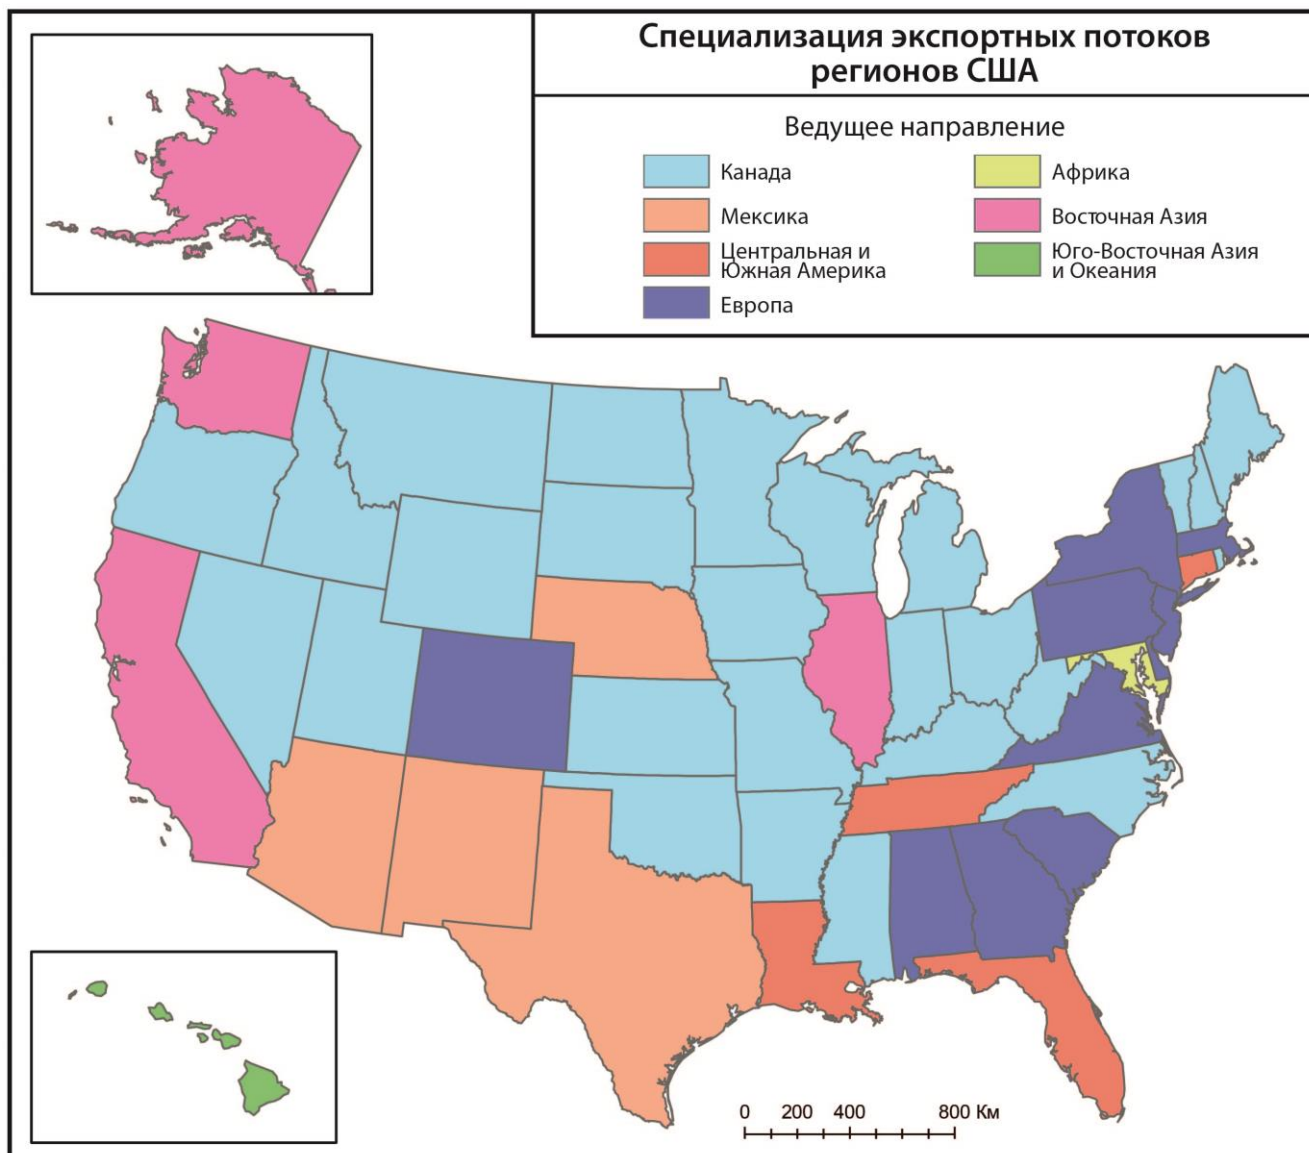 Специализация экспортных потоков
регионов США
Ведущее направление
Канада
Мексика
Центральная и
Южная Америка
Европа
Африка
Восточная Азия
Юго-Восточная Азия
и Океания
0 200 400 800 Км